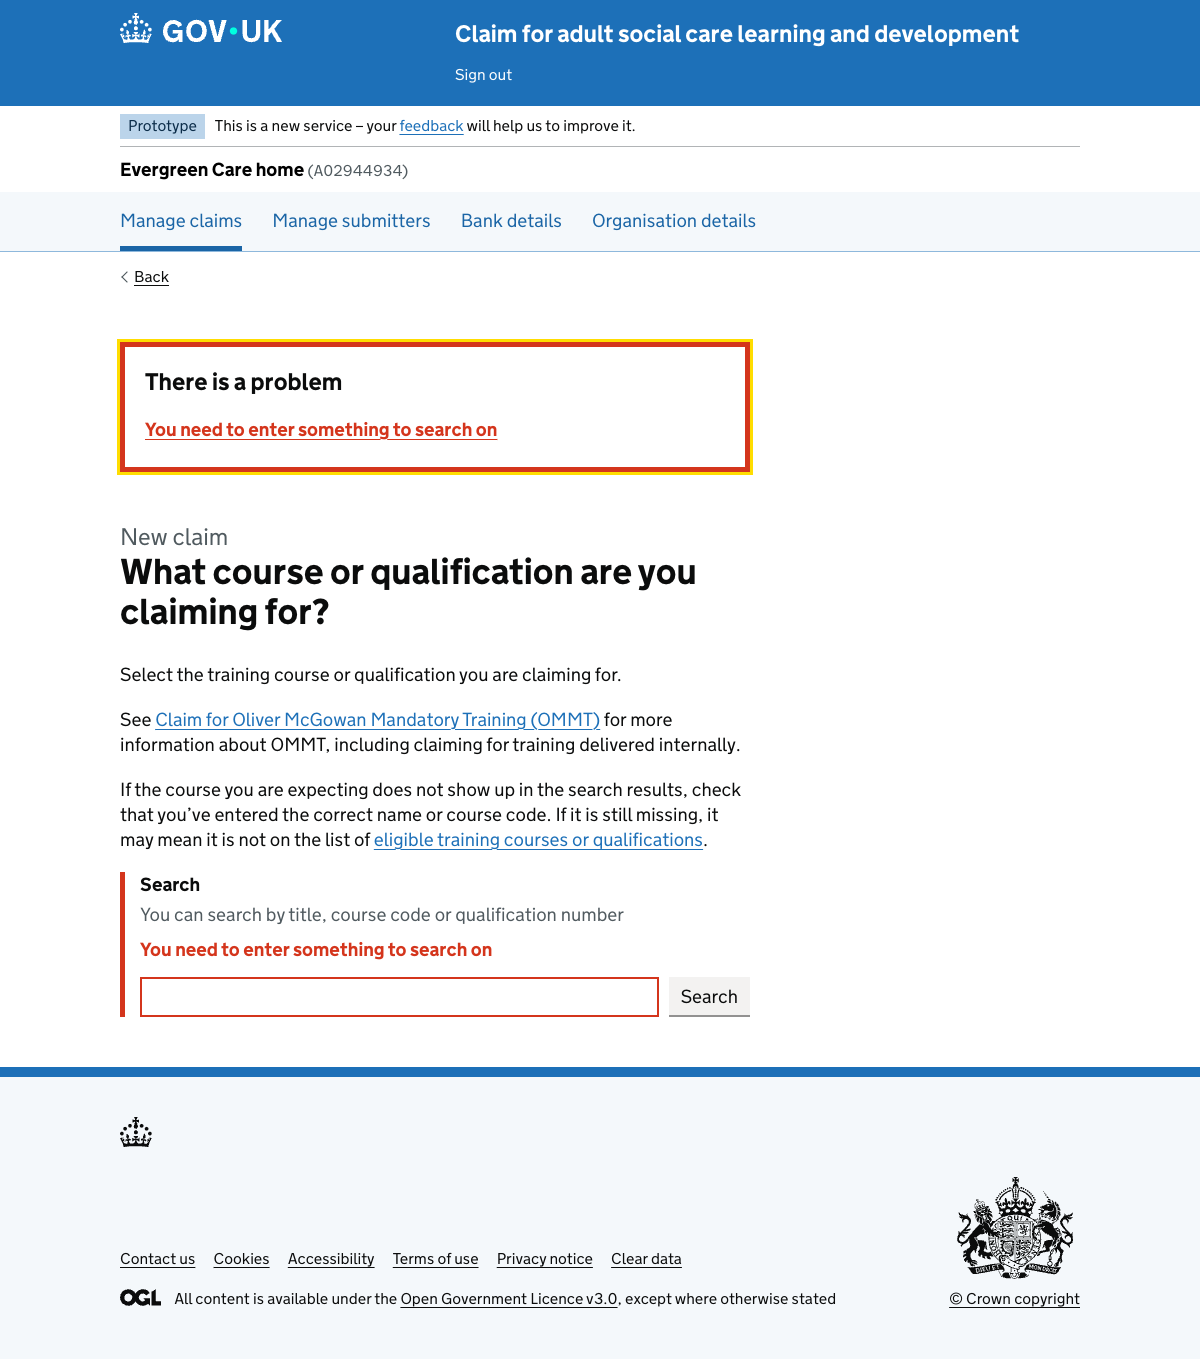 GOV·UK
Claim for adult social care learning and development
Sign out
Prototype This is a new service – your feedback will help us to improve it.
Evergreen Care home (A02944934)
Manage claims Manage submitters Bank details Organisation details
Back
There is a problem
You need to enter something to search on
New claim
What course or qualification are you
claiming for?
Select the training course or qualification you are claiming for.
See Claim for Oliver McGowan Mandatory Training (OMMT) for more
information about OMMT, including claiming for training delivered internally.
If the course you are expecting does not show up in the search results, check
that you’ve entered the correct name or course code. If it is still missing, it
may mean it is not on the list of eligible training courses or qualifications.
Search
You can search by title, course code or qualification number
You need to enter something to search on
Search
Contact us Cookies Accessibility Terms of use Privacy notice Clear data
OGL All content is available under the Open Government Licence v3.0, except where otherwise stated
© Crown copyright